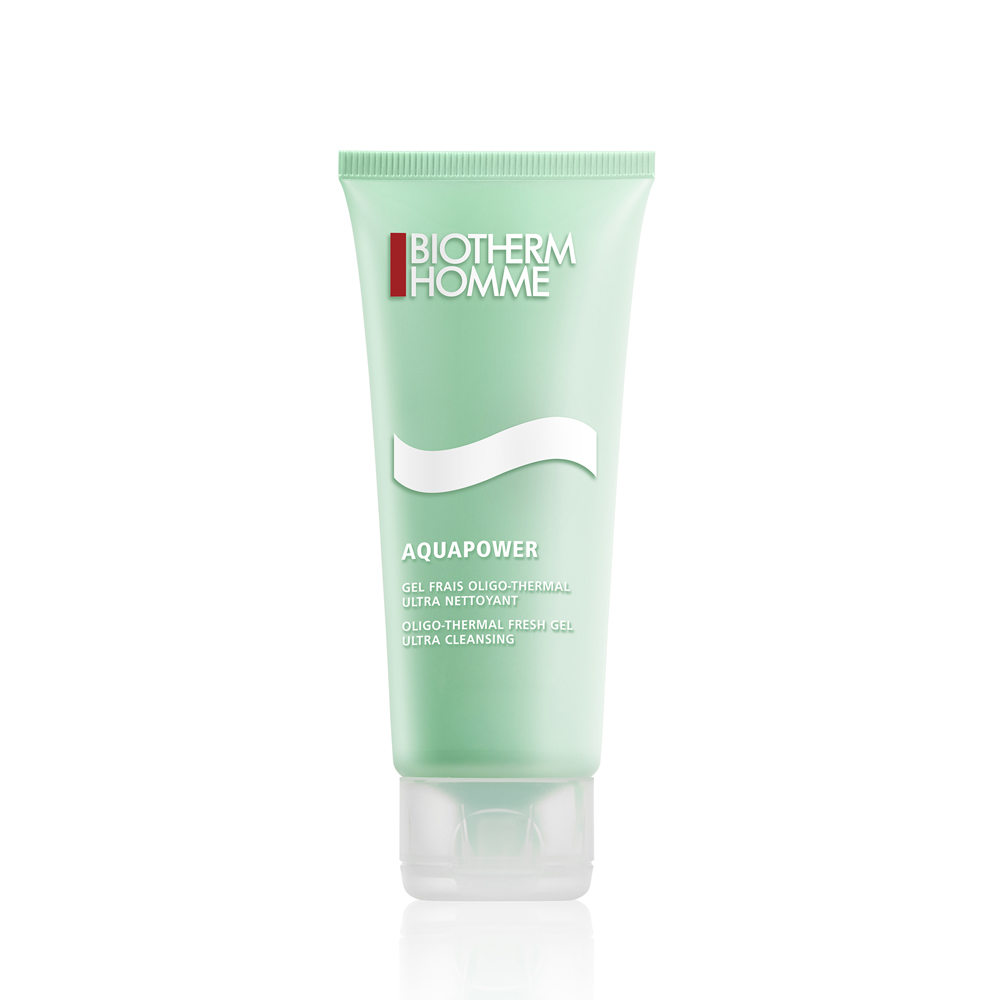 BIOTHERM
HOMME
AQUAPOWER
GEL FRAIS OLIGO-THERMAL
ULTRA NETTOYANT
OLIGO-THERMAL FRESH GEL
ULTRA CLEANSING